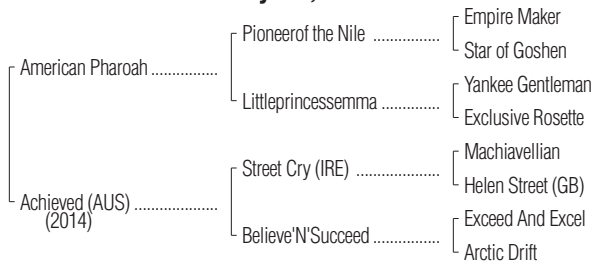 Empire Maker
Pioneerof the Nile ................
Star of Goshen
American Pharoah ................
Yankee Gentleman
Littleprincessemma ..............
Exclusive Rosette
Machiavellian
Street Cry (IRE) ....................
Helen Street (GB)
Achieved (AUS) ....................
(2014)
Exceed And Excel
Believe'N'Succeed ................
Arctic Drift